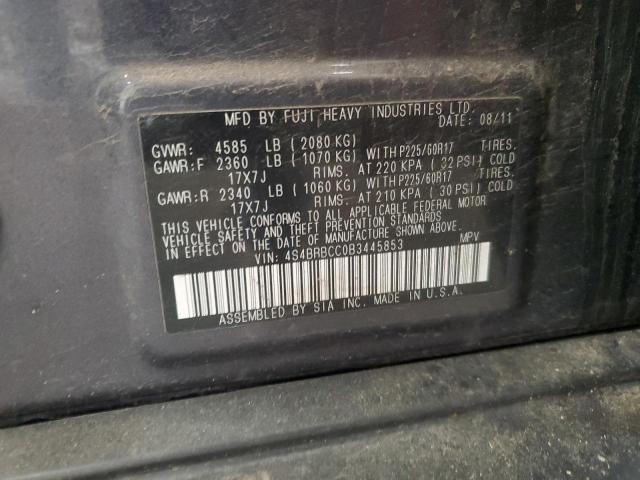 MFD BY FUJI HEAVY INDUSTRIES LTD.
DATE: 08/11
GVWR: 4585 LB (2080 KG)
GAWR:F 2360 LB (1070 KG) WITH P225/60R17 TIRES.
17X7J RIMS. AT 220 KPA (32 PSI) COLD
GAWR:R 2340 LB (1060 KG) WITH P225/60R17 TIRES.
17X7J RIMS. AT 210 KPA (30 PSI) COLD
THIS VEHICLE CONFORMS TO ALL APPLICABLE FEDERAL MOTOR
VEHICLE SAFETY AND THEFT PREVENTION STANDARDS
IN EFFECT ON THE DATE OF MANUFACTURE SHOWN ABOVE.
VIN: 4S4BRBCC0B3445853 MPV
ASSEMBLED BY SIA INC. MADE IN U.S.A.